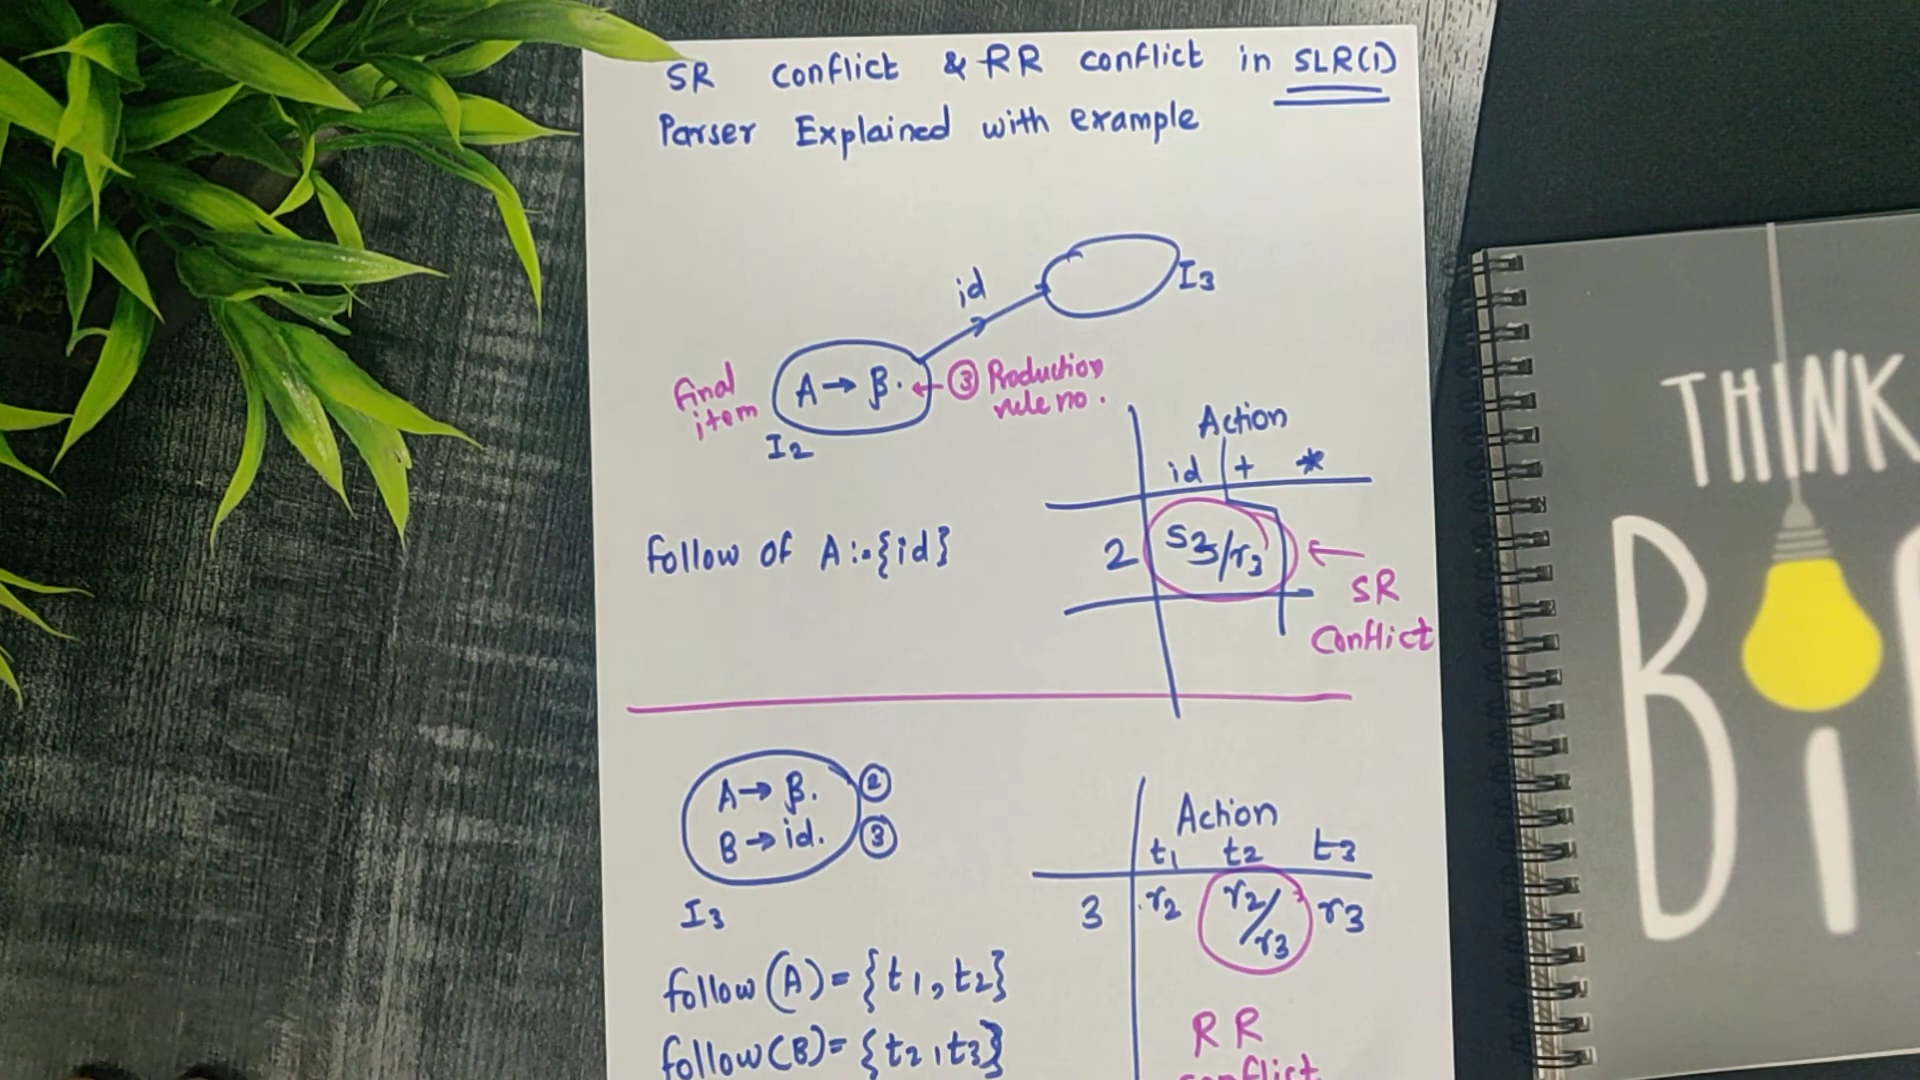 SR Conflict & RR conflict in SLR(1)
Parser Explained with example
id
I3
final
item
A → β.
← ③ Production
rule no.
I2
Action
id + *
follow of A:-{id}
2 S3/r3
← SR
Conflict
A → β. ②
B → id. ③
I3
Action
t1 t2 t3
3 r2 r2/r3 r3
follow(A) = {t1, t2}
follow(B) = {t2, t3}
RR
conflict
THINK